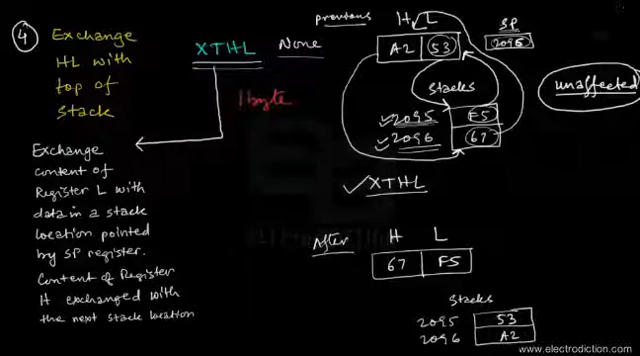 4
Exchange
HL with
top of
stack
XTHL
None
1 byte
Exchange
content of
Register L with
data in a stack
location pointed
by SP register.
Content of Register
H exchanged with
the next stack location
previous
H L
A2 53
SP
2095
unaffected
stacks
2095 F5
2096 67
XTHL
After
H L
67 F5
Stacks
2095 53
2096 A2
www.electrodiction.com